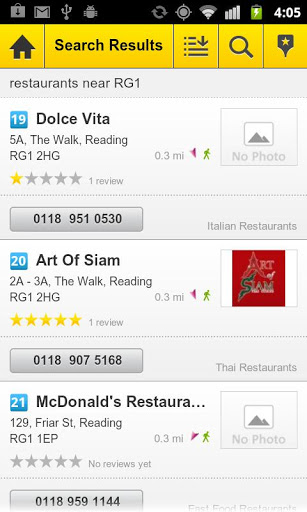 4:05
Search Results
restaurants near RG1
19 Dolce Vita
5A, The Walk, Reading
RG1 2HG
0.3 mi
No Photo
1 review
0118 951 0530
Italian Restaurants
20 Art Of Siam
2A - 3A, The Walk, Reading
RG1 2HG
0.3 mi
ART
of
SIAM
1 review
0118 907 5168
Thai Restaurants
21 McDonald's Restaura...
129, Friar St, Reading
RG1 1EP
0.3 mi
No Photo
No reviews yet
0118 959 1144
Fast Food Restaurants